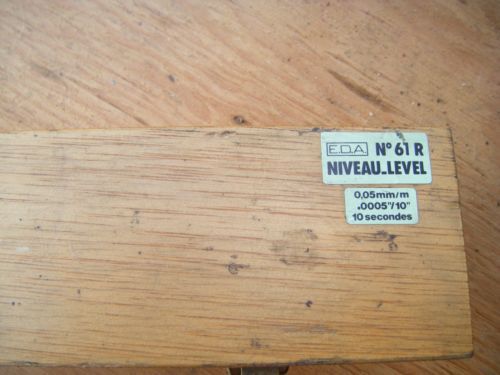 E.D.A. N° 61 R
NIVEAU-LEVEL
0,05mm/m
.0005"/10"
10 secondes